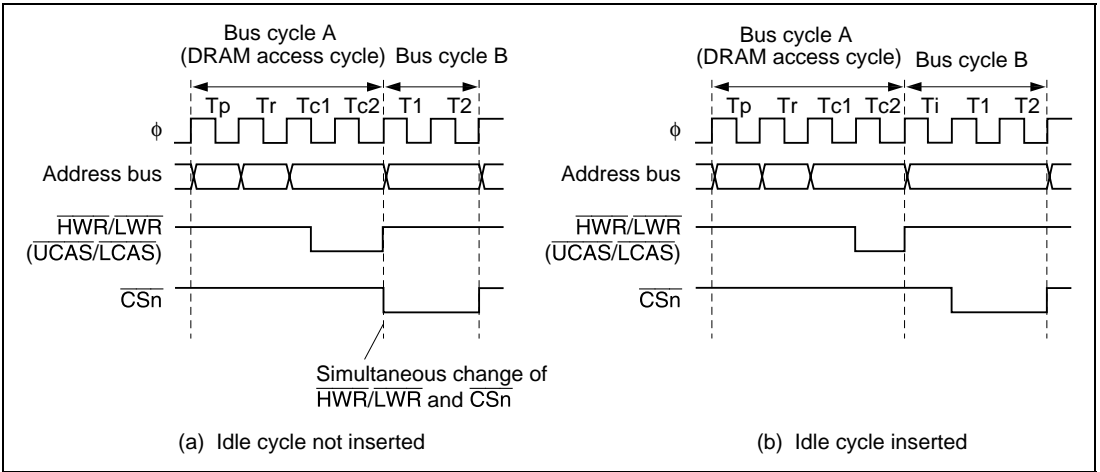 Bus cycle A
(DRAM access cycle) Bus cycle B
Tp Tr Tc1 Tc2 T1 T2
φ
Address bus
HWR/LWR
(UCAS/LCAS)
CSn
Simultaneous change of
HWR/LWR and CSn
(a) Idle cycle not inserted
Bus cycle A
(DRAM access cycle) Bus cycle B
Tp Tr Tc1 Tc2 Ti T1 T2
φ
Address bus
HWR/LWR
(UCAS/LCAS)
CSn
(b) Idle cycle inserted